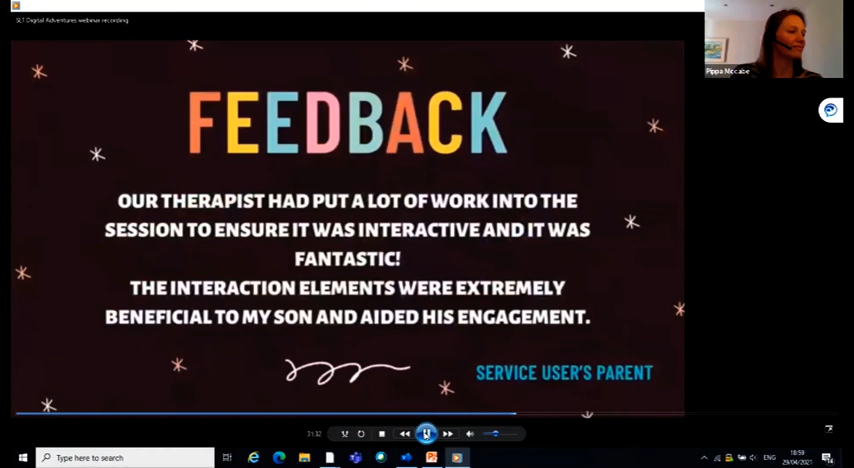 SLT Digital Adventures webinar recording
Pippa Mccabe
FEEDBACK
OUR THERAPIST HAD PUT A LOT OF WORK INTO THE
SESSION TO ENSURE IT WAS INTERACTIVE AND IT WAS
FANTASTIC!
THE INTERACTION ELEMENTS WERE EXTREMELY
BENEFICIAL TO MY SON AND AIDED HIS ENGAGEMENT.
SERVICE USER'S PARENT
31:32
Type here to search
ENG
18:59
29/04/2021